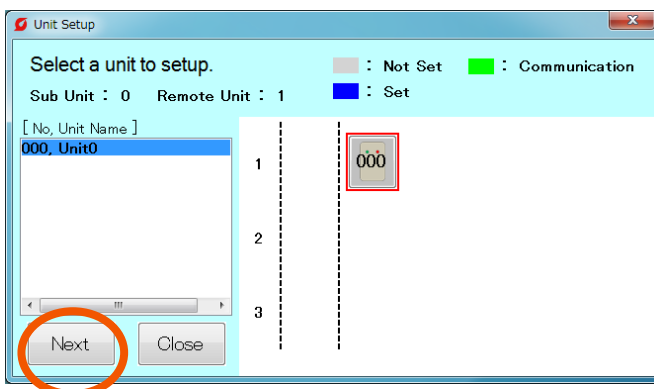 Unit Setup
Select a unit to setup.
Sub Unit : 0 Remote Unit : 1
: Not Set : Communication
: Set
[ No, Unit Name ]
000, Unit0
1
000
2
3
Next Close